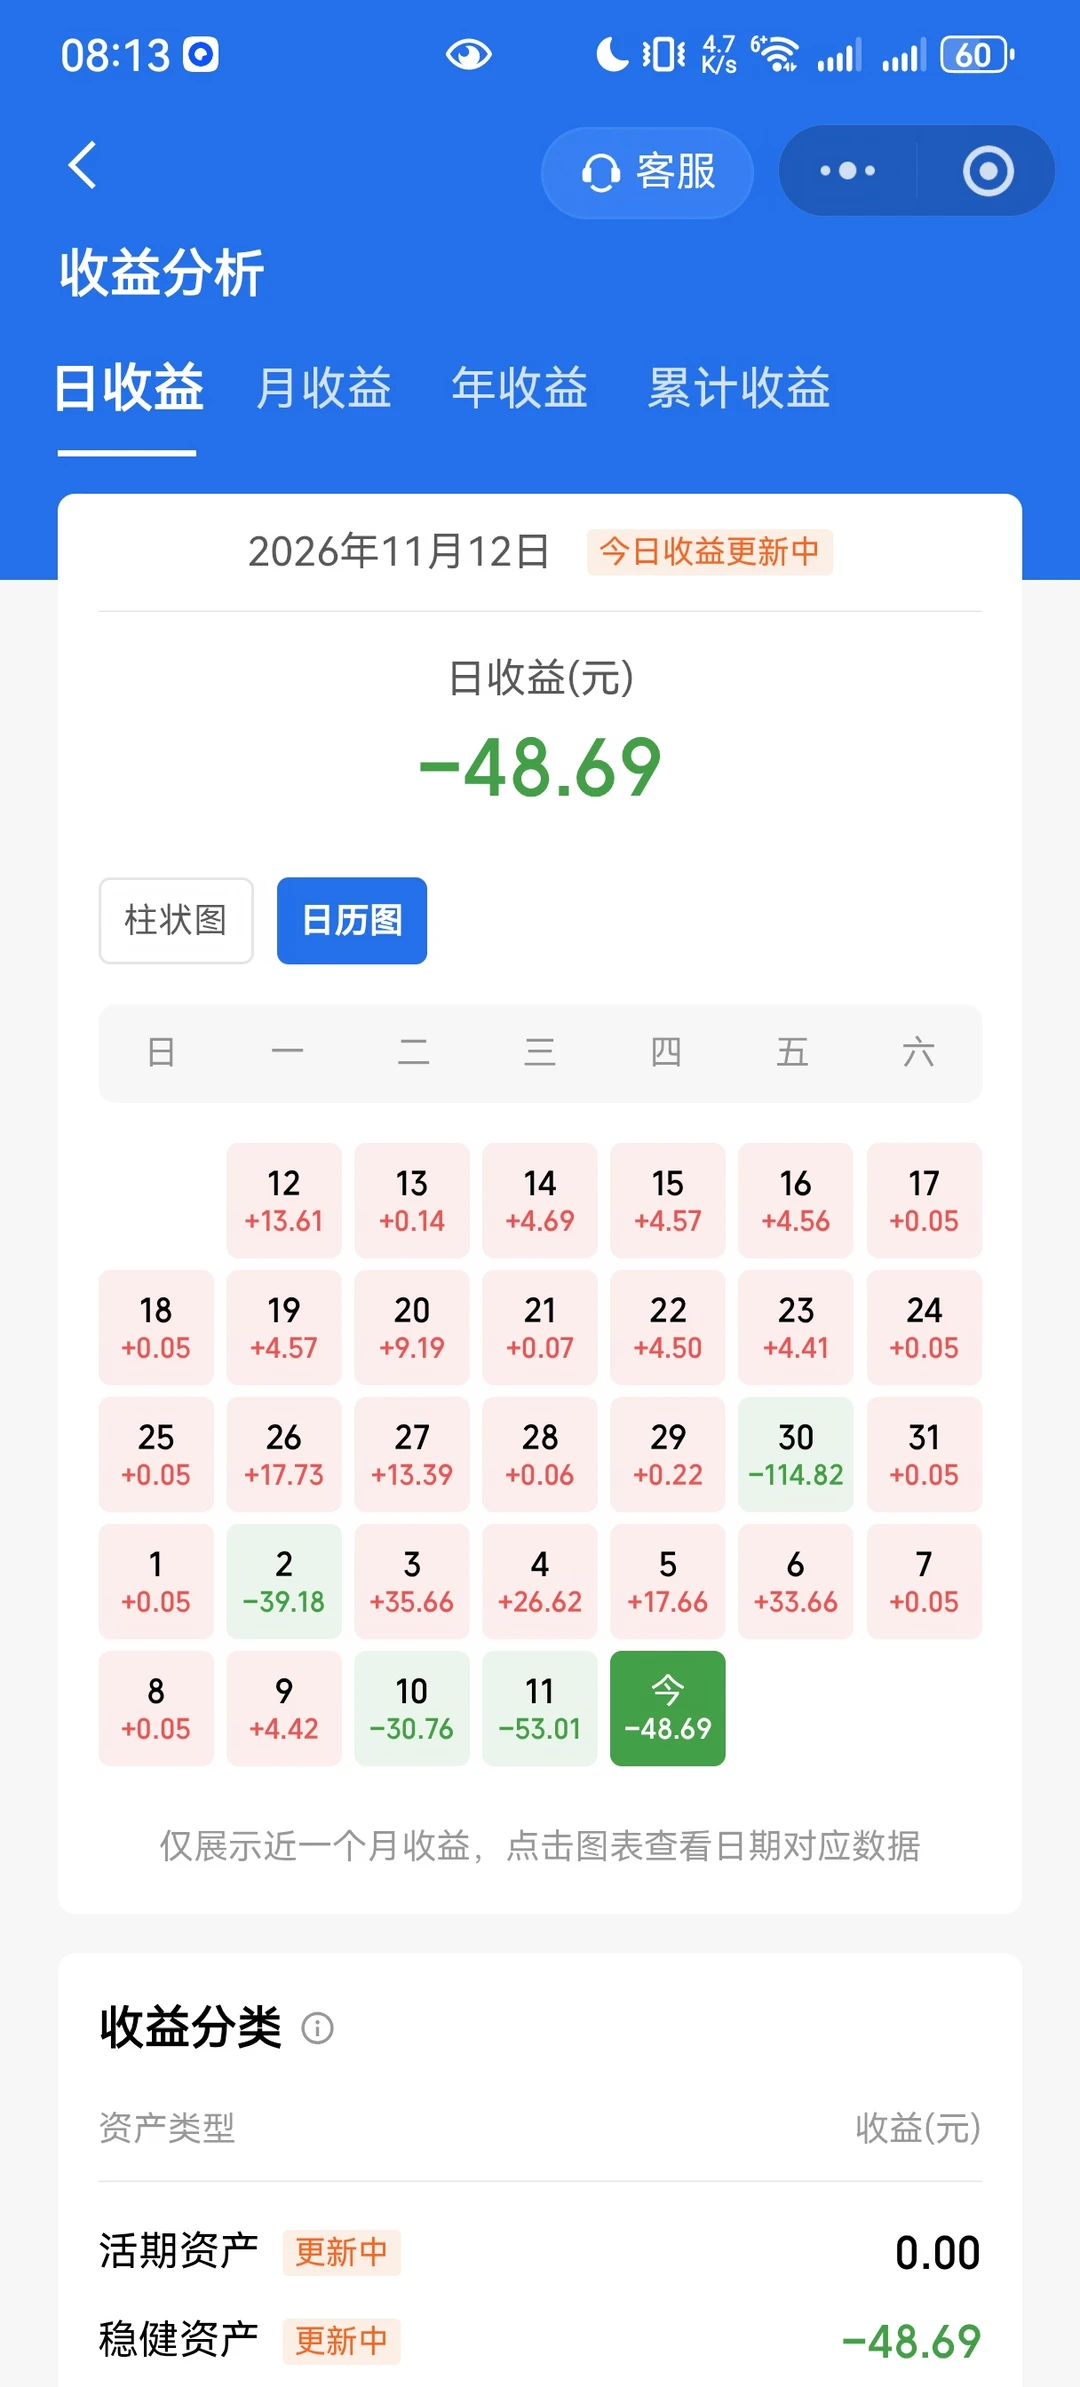 08:13 4.7 K/s 6+ 60
客服
收益分析
日收益 月收益 年收益 累计收益
2026年11月12日 今日收益更新中
日收益(元)
-48.69
柱状图 日历图
日 一 二 三 四 五 六
12 13 14 15 16 17
+13.61 +0.14 +4.69 +4.57 +4.56 +0.05
18 19 20 21 22 23 24
+0.05 +4.57 +9.19 +0.07 +4.50 +4.41 +0.05
25 26 27 28 29 30 31
+0.05 +17.73 +13.39 +0.06 +0.22 -114.82 +0.05
1 2 3 4 5 6 7
+0.05 -39.18 +35.66 +26.62 +17.66 +33.66 +0.05
8 9 10 11 今
+0.05 +4.42 -30.76 -53.01 -48.69
仅展示近一个月收益，点击图表查看日期对应数据
收益分类
资产类型 收益(元)
活期资产 更新中 0.00
稳健资产 更新中 -48.69